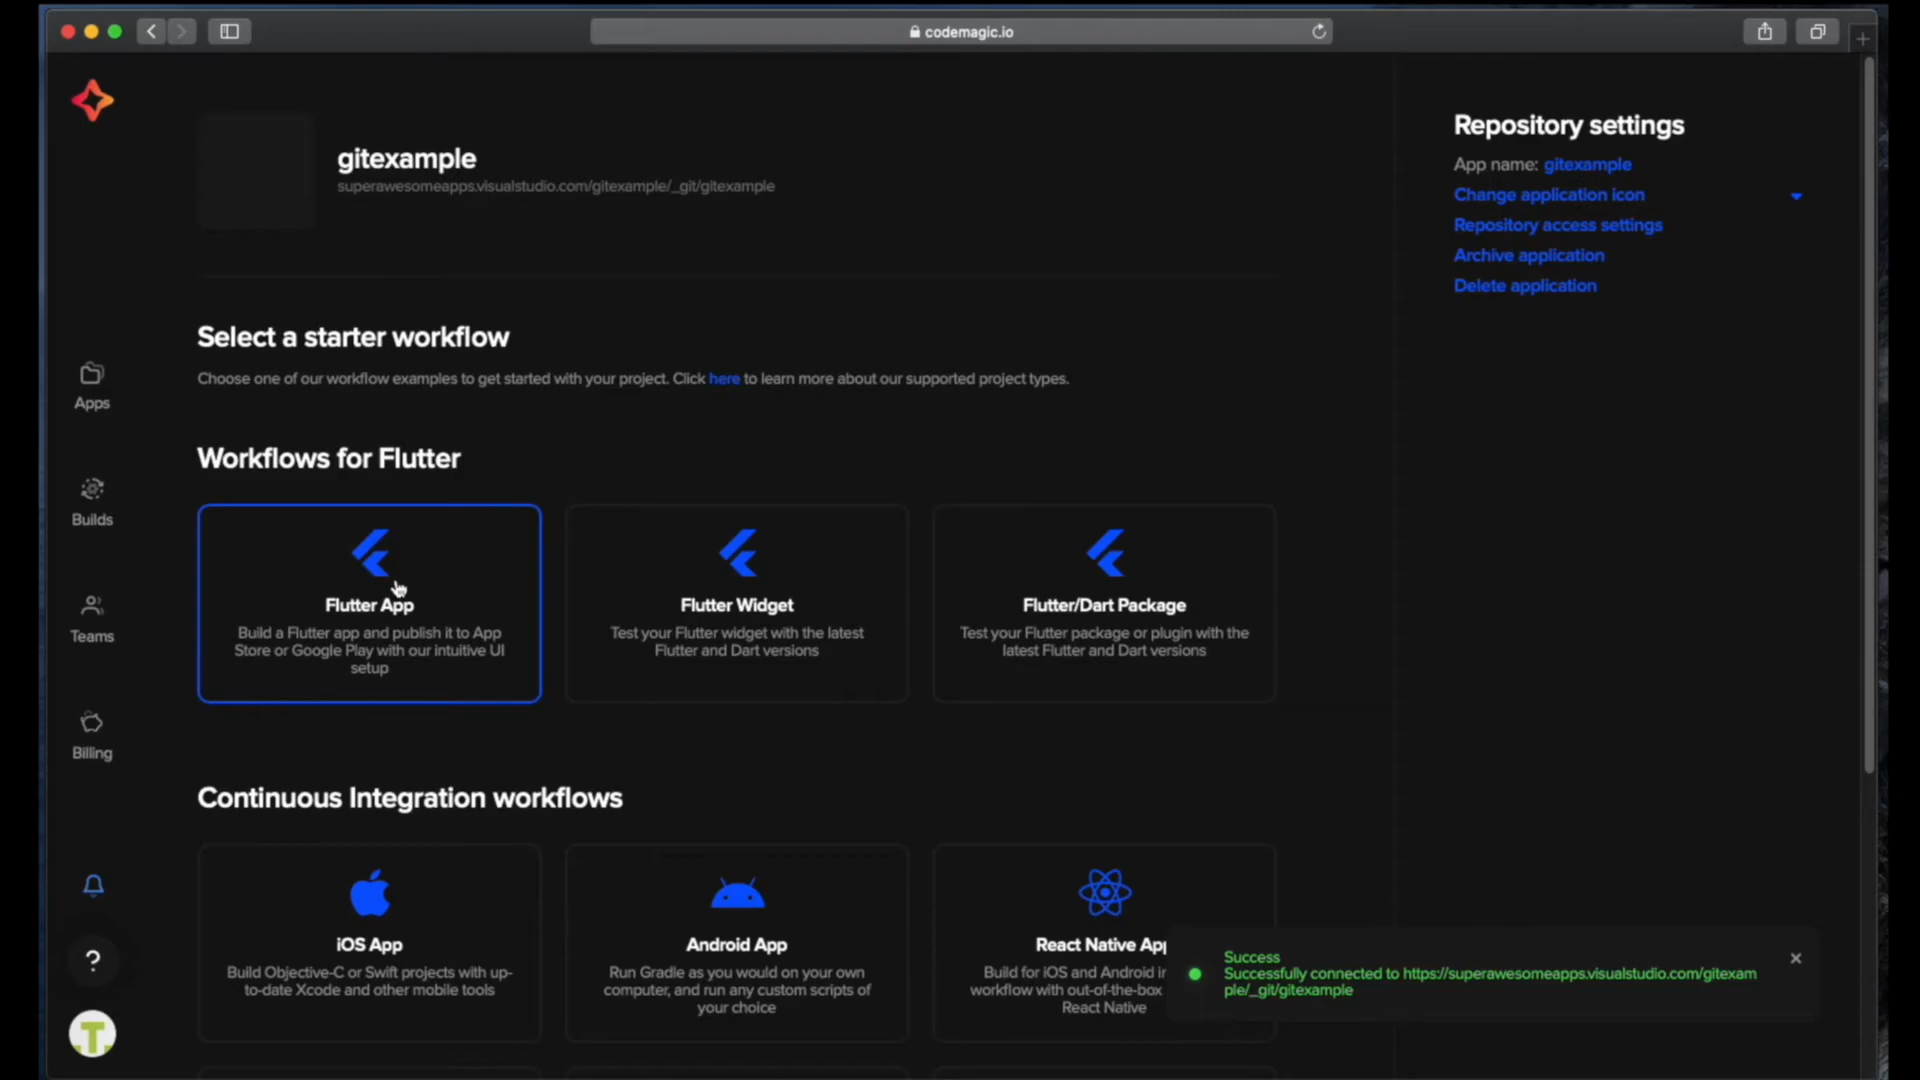 codemagic.io
gitexample
superawesomeapps.visualstudio.com/gitexample/_git/gitexample
Repository settings
App name: gitexample
Change application icon
Repository access settings
Archive application
Delete application
Select a starter workflow
Choose one of our workflow examples to get started with your project. Click here to learn more about our supported project types.
Apps
Builds
Teams
Billing
?
T
Workflows for Flutter
Flutter App
Build a Flutter app and publish it to App
Store or Google Play with our intuitive UI
setup
Flutter Widget
Test your Flutter widget with the latest
Flutter and Dart versions
Flutter/Dart Package
Test your Flutter package or plugin with the
latest Flutter and Dart versions
Continuous Integration workflows
iOS App
Build Objective-C or Swift projects with up-
to-date Xcode and other mobile tools
Android App
Run Gradle as you would on your own
computer, and run any custom scripts of
your choice
React Native App
Build for iOS and Android in
workflow with out-of-the-box
React Native
Success
Successfully connected to https://superawesomeapps.visualstudio.com/gitexam
ple/_git/gitexample